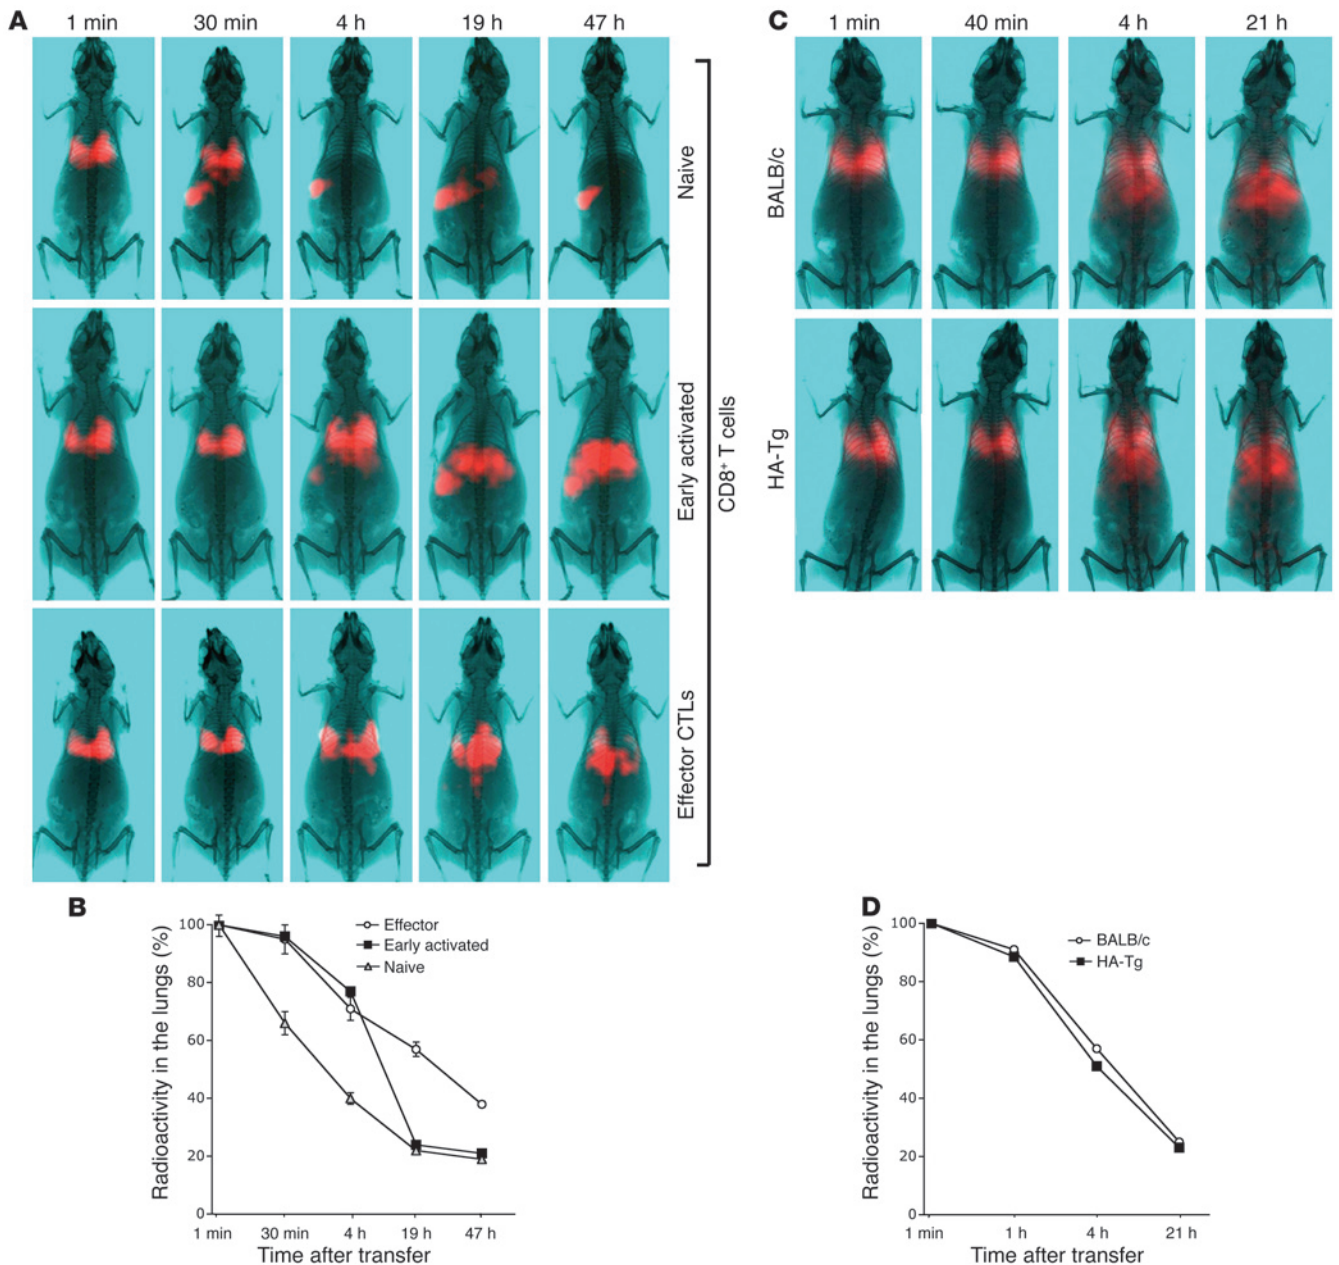 A
1 min 30 min 4 h 19 h 47 h
Naive
Early activated
Effector CTLs
CD8⁺ T cells
C
1 min 40 min 4 h 21 h
BALB/c
HA-Tg
B
Radioactivity in the lungs (%)
100
80
60
40
20
0
Effector
Early activated
Naive
1 min 30 min 4 h 19 h 47 h
Time after transfer
D
Radioactivity in the lungs (%)
100
80
60
40
20
0
BALB/c
HA-Tg
1 min 1 h 4 h 21 h
Time after transfer